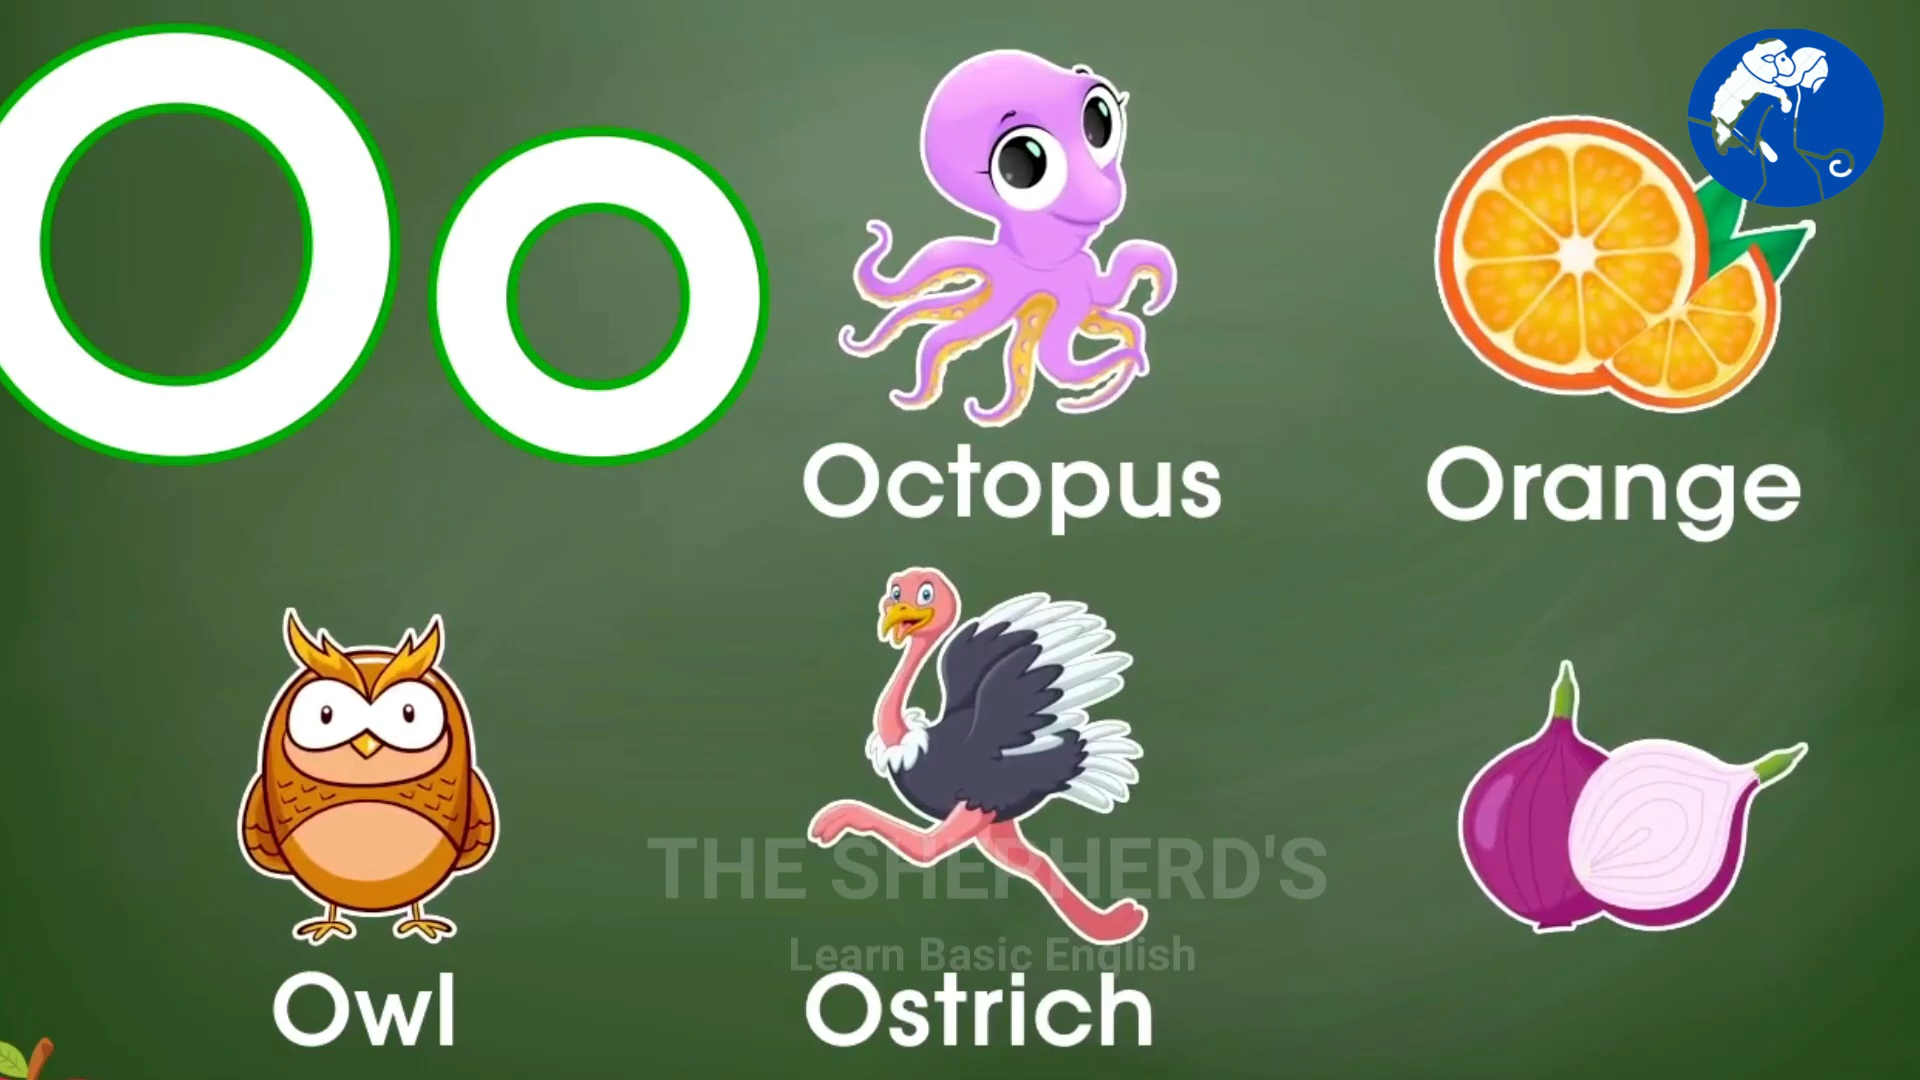 Oo
Octopus
Orange
THE SHEPHERD'S
Learn Basic English
Owl
Ostrich